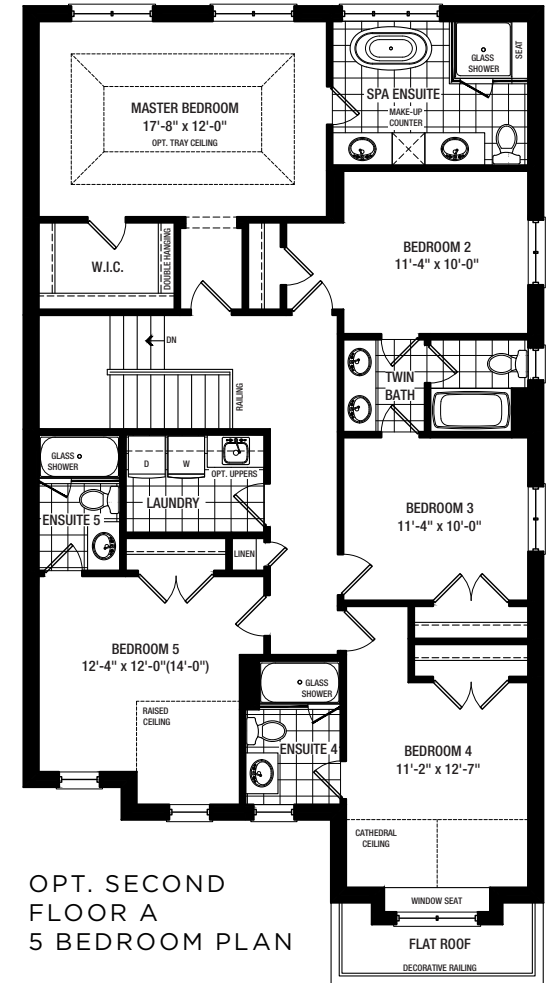 GLASS
SHOWER
SEAT
MASTER BEDROOM
17'-8" x 12'-0"
OPT. TRAY CEILING
SPA ENSUITE
MAKE-UP
COUNTER
W.I.C.
DOUBLE HANGING
BEDROOM 2
11'-4" x 10'-0"
DN
RAILING
TWIN
BATH
GLASS
SHOWER
D
W
OPT. UPPERS
LAUNDRY
ENSUITE 5
LINEN
BEDROOM 3
11'-4" x 10'-0"
BEDROOM 5
12'-4" x 12'-0"(14'-0")
RAISED
CEILING
GLASS
SHOWER
ENSUITE 4
BEDROOM 4
11'-2" x 12'-7"
CATHEDRAL
CEILING
WINDOW SEAT
FLAT ROOF
DECORATIVE RAILING
OPT. SECOND
FLOOR A
5 BEDROOM PLAN